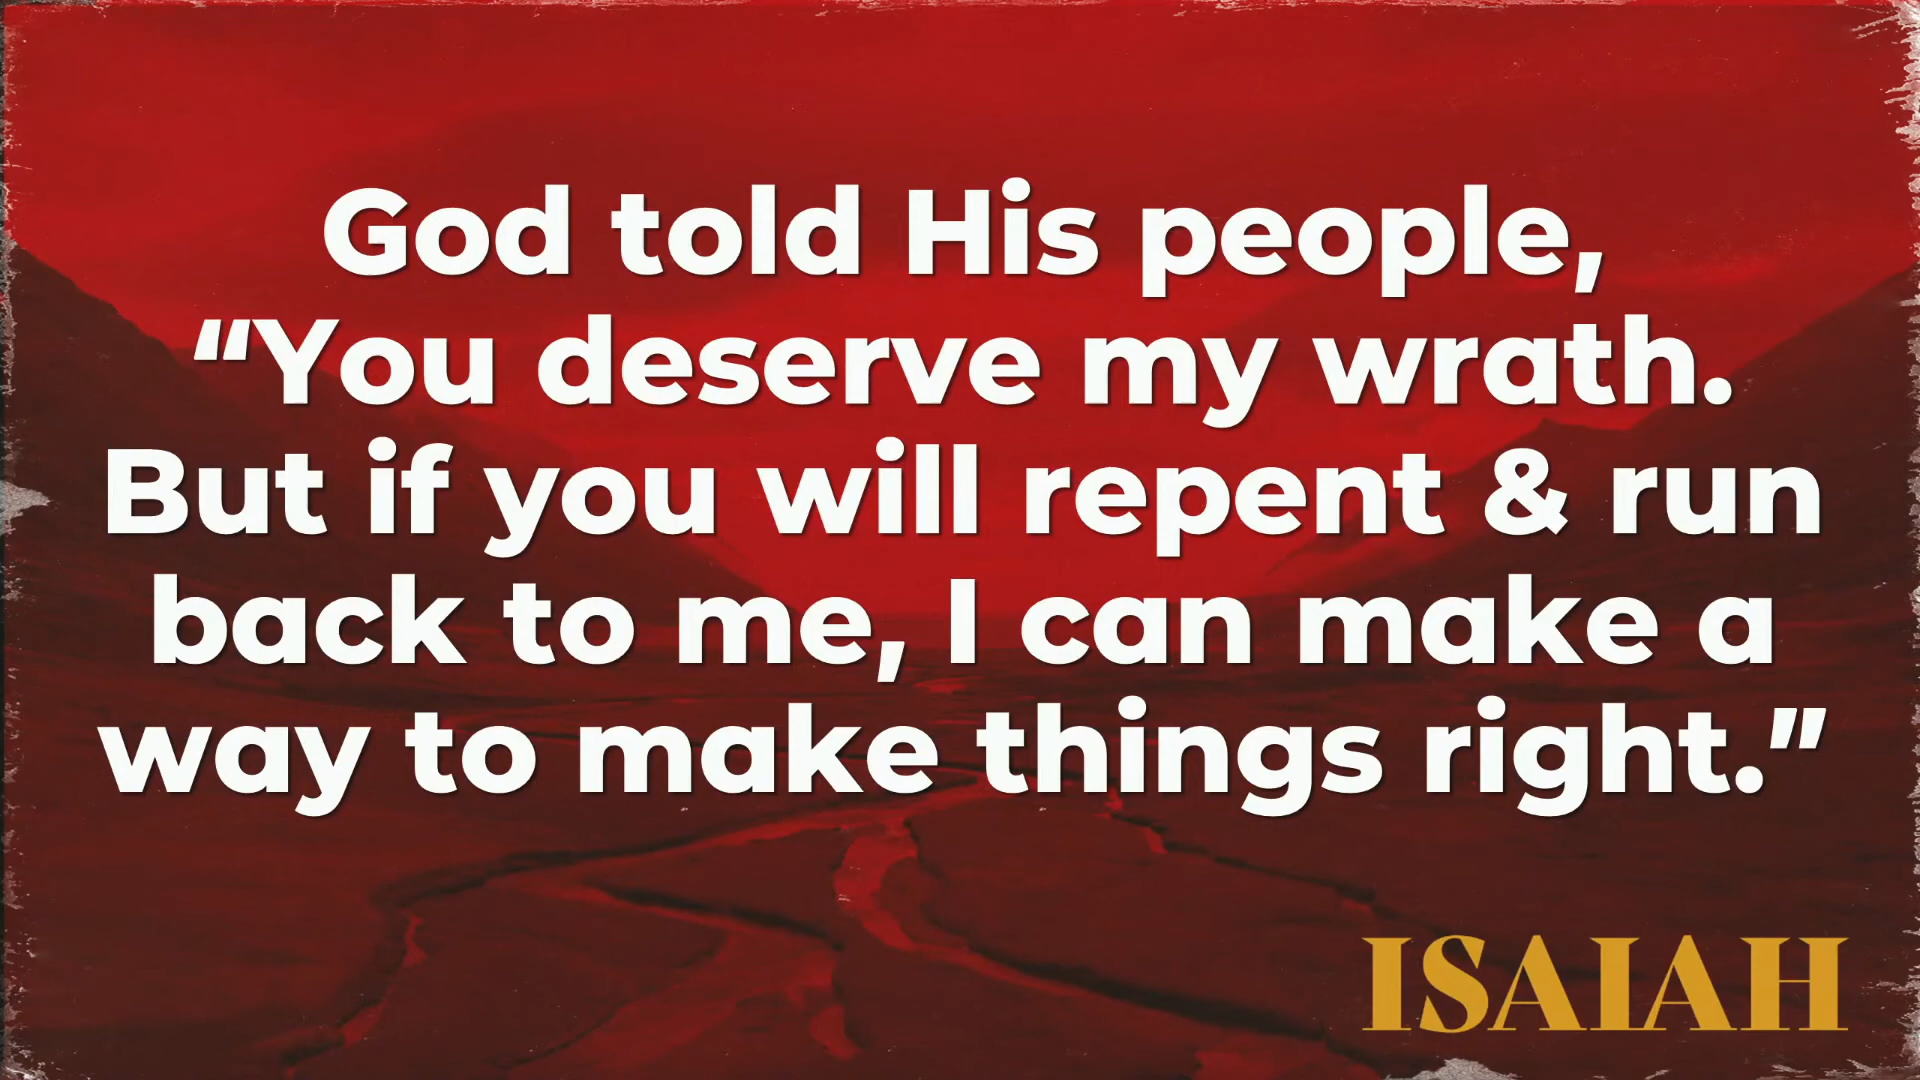 God told His people,
“You deserve my wrath.
But if you will repent & run
back to me, I can make a
way to make things right.”
ISAIAH